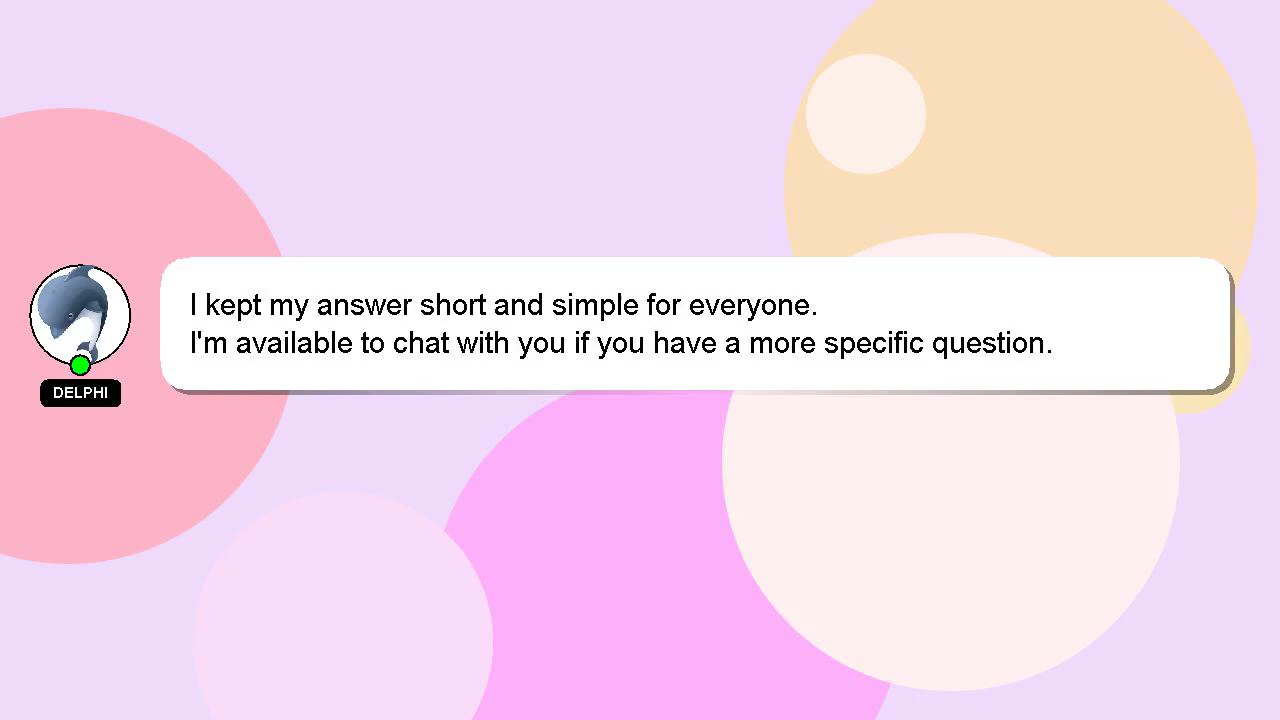 I kept my answer short and simple for everyone.
I'm available to chat with you if you have a more specific question.
DELPHI